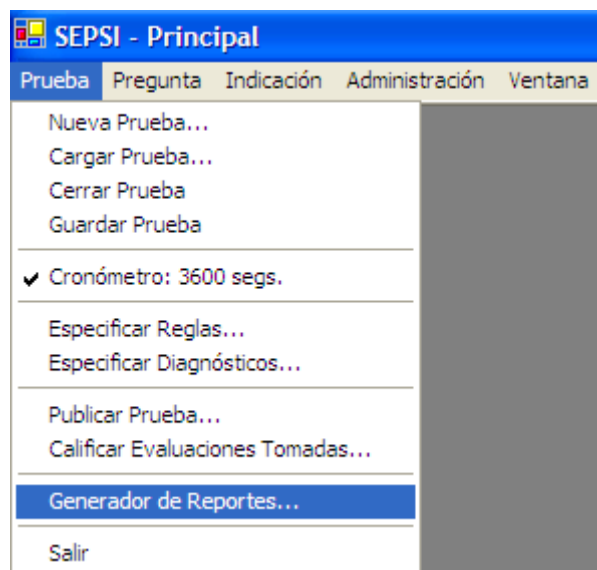 SEPSI - Principal
Prueba Pregunta Indicación Administración Ventana
Nueva Prueba...
Cargar Prueba...
Cerrar Prueba
Guardar Prueba
Cronómetro: 3600 segs.
Especificar Reglas...
Especificar Diagnósticos...
Publicar Prueba...
Calificar Evaluaciones Tomadas...
Generador de Reportes...
Salir